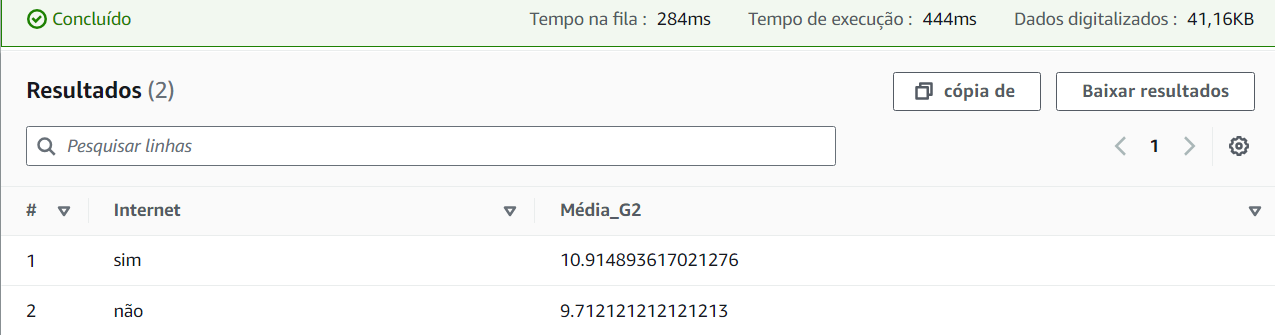 Concluído Tempo na fila : 284ms Tempo de execução : 444ms Dados digitalizados : 41,16KB
Resultados (2) cópia de Baixar resultados
Pesquisar linhas 1
# Internet Média_G2
1 sim 10.914893617021276
2 não 9.712121212121213